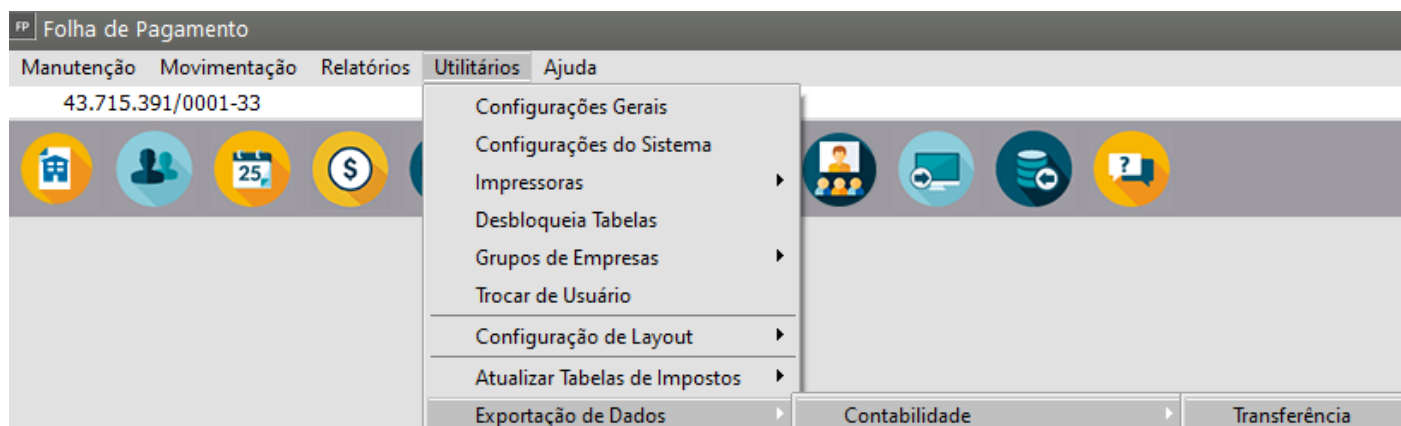 FP Folha de Pagamento
Manutenção Movimentação Relatórios Utilitários Ajuda
43.715.391/0001-33
Configurações Gerais
Configurações do Sistema
25
$
?
Impressoras
Desbloqueia Tabelas
Grupos de Empresas
Trocar de Usuário
Configuração de Layout
Atualizar Tabelas de Impostos
Exportação de Dados Contabilidade Transferência